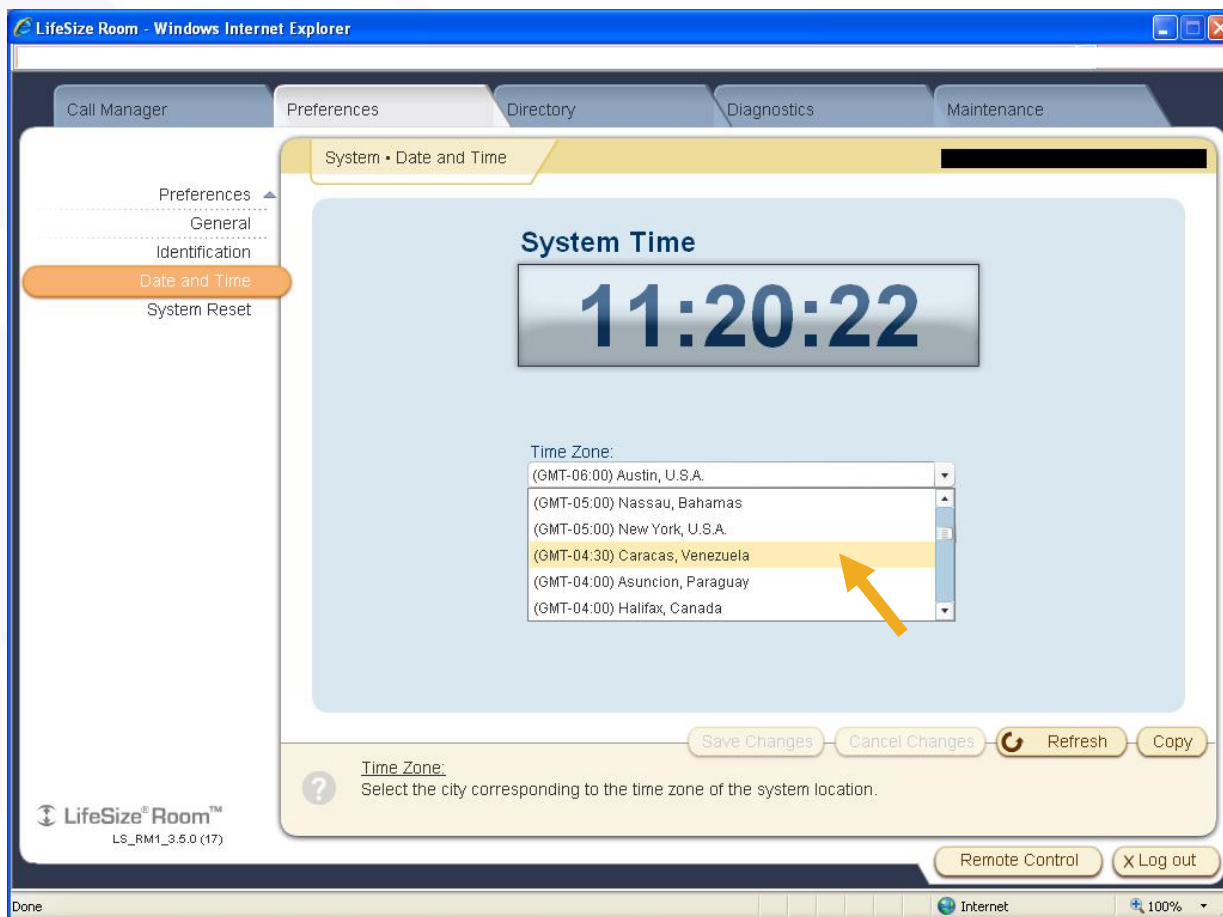 LifeSize Room - Windows Internet Explorer
Call Manager
Preferences
Directory
Diagnostics
Maintenance
System • Date and Time
Preferences
General
Identification
Date and Time
System Reset
System Time
11:20:22
Time Zone:
(GMT-06:00) Austin, U.S.A.
(GMT-05:00) Nassau, Bahamas
(GMT-05:00) New York, U.S.A.
(GMT-04:30) Caracas, Venezuela
(GMT-04:00) Asuncion, Paraguay
(GMT-04:00) Halifax, Canada
Save Changes
Cancel Changes
Refresh
Copy
Time Zone:
Select the city corresponding to the time zone of the system location.
LifeSize® Room™
LS_RM1_3.5.0 (17)
Remote Control
X Log out
Done
Internet
100%